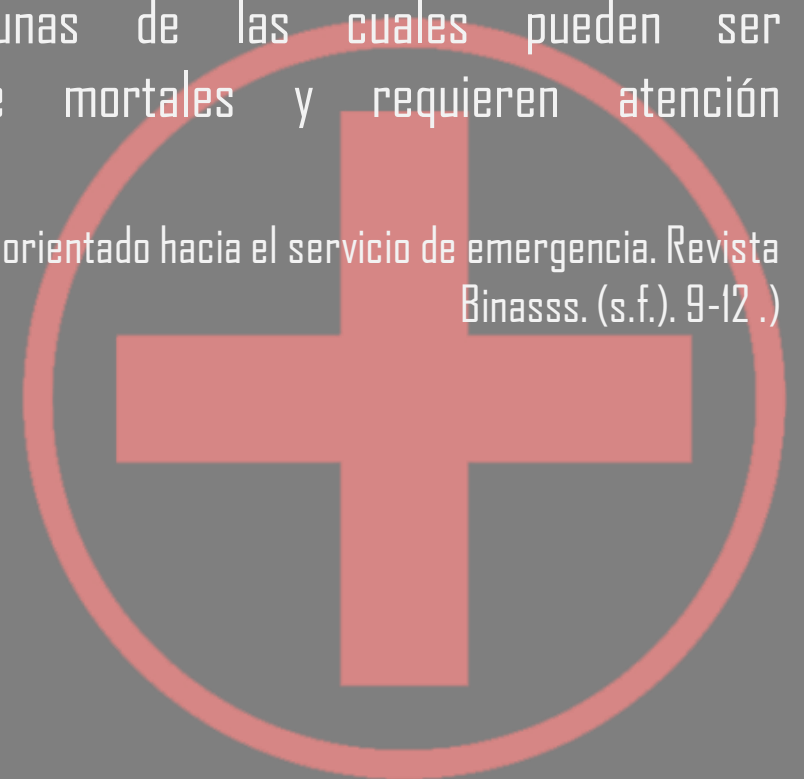 unas de las cuales pueden ser
e mortales y requieren atención
orientado hacia el servicio de emergencia. Revista
Binasss. (s.f.). 9-12 .)